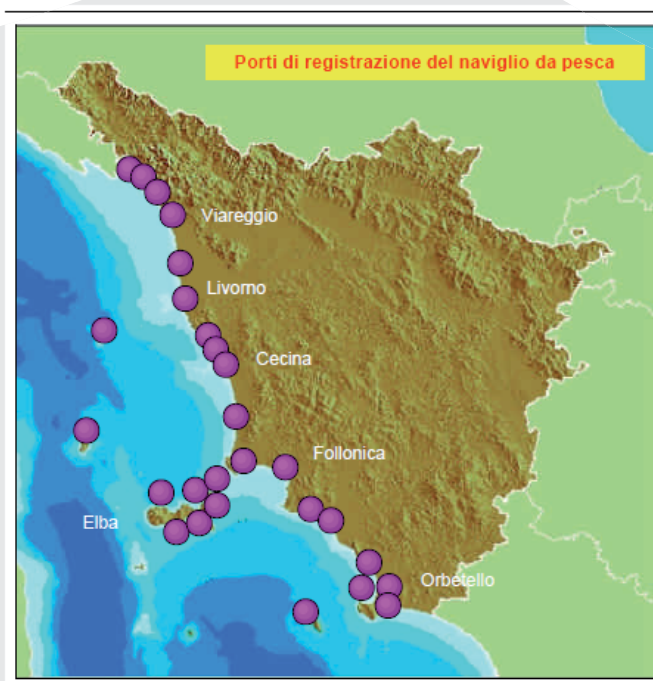 Porti di registrazione del naviglio da pesca
Viareggio
Livorno
Cecina
Follonica
Elba
Orbetello